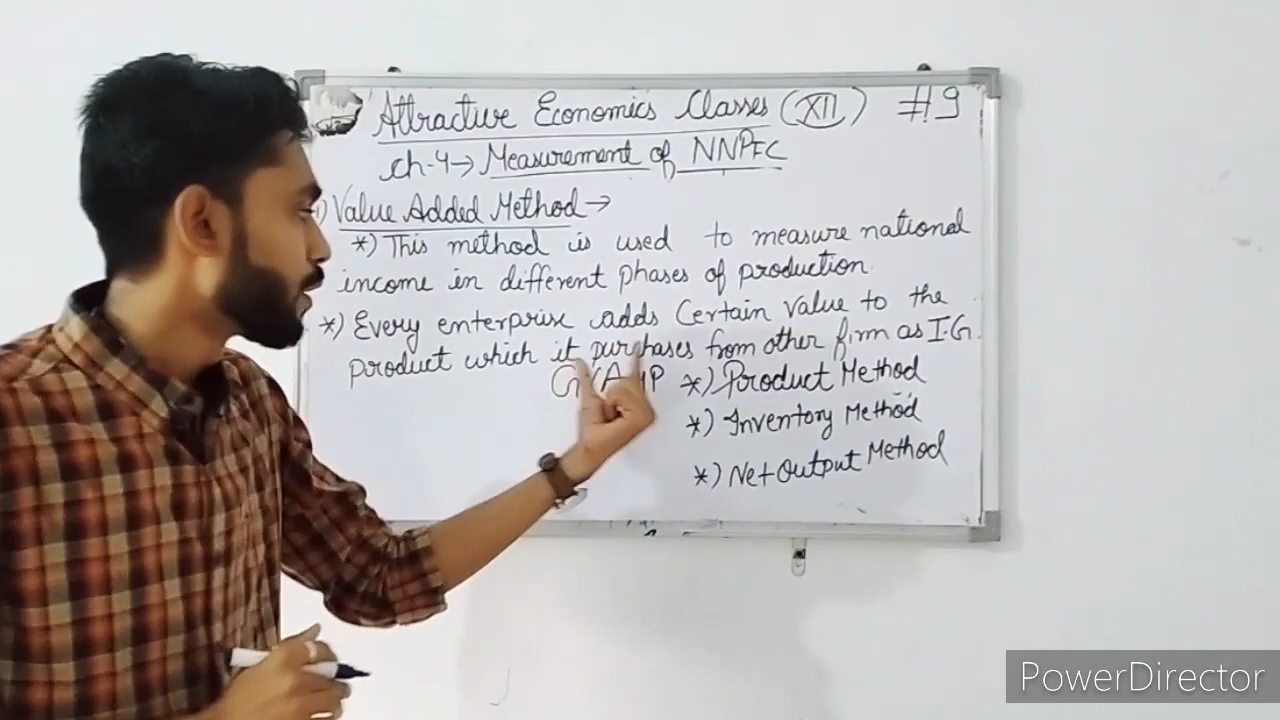 Attractive Economics Classes (XII) #9
Ch-4→ Measurement of NNPFC
Value Added Method →
*) This method is used to measure national
income in different phases of production.
*) Every enterprise adds Certain value to the
product which it purchases from other firm as I.G.
*) Product Method
*) Inventory Method
*) Net Output Method
PowerDirector